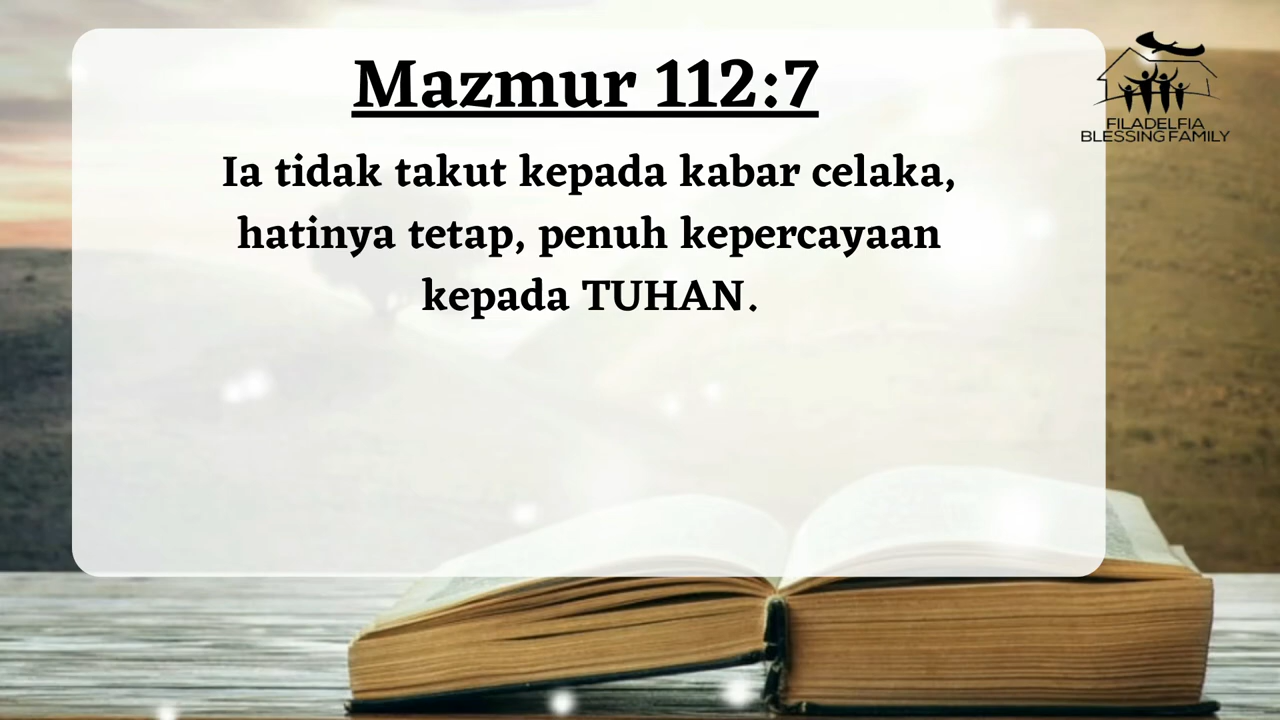 Mazmur 112:7
Ia tidak takut kepada kabar celaka,
hatinya tetap, penuh kepercayaan
kepada TUHAN.
FILADELFIA
BLESSING FAMILY